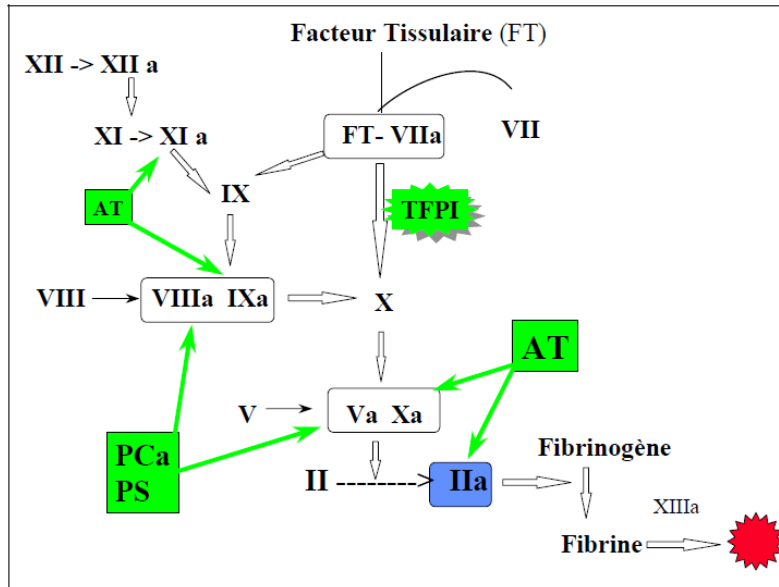 Facteur Tissulaire (FT)
XII -> XII a
XI -> XI a
FT- VIIa
VII
AT
IX
TFPI
VIII
VIIIa IXa
X
AT
V
Va Xa
PCa
PS
II
---------->
IIa
Fibrinogène
XIIIa
Fibrine